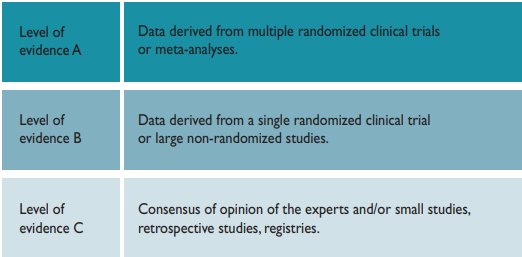 Level of
evidence A
Data derived from multiple randomized clinical trials
or meta-analyses.
Level of
evidence B
Data derived from a single randomized clinical trial
or large non-randomized studies.
Level of
evidence C
Consensus of opinion of the experts and/or small studies,
retrospective studies, registries.